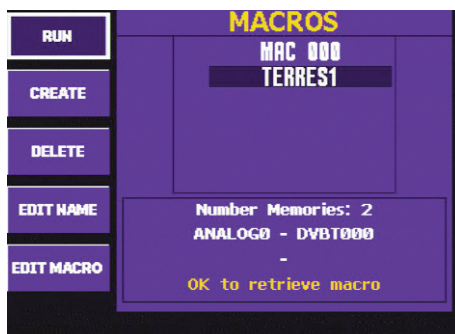 MACROS
RUN
CREATE
DELETE
EDIT NAME
EDIT MACRO
MAC 000
TERRES1
Number Memories: 2
ANALOG0 - DVBT000
-
OK to retrieve macro